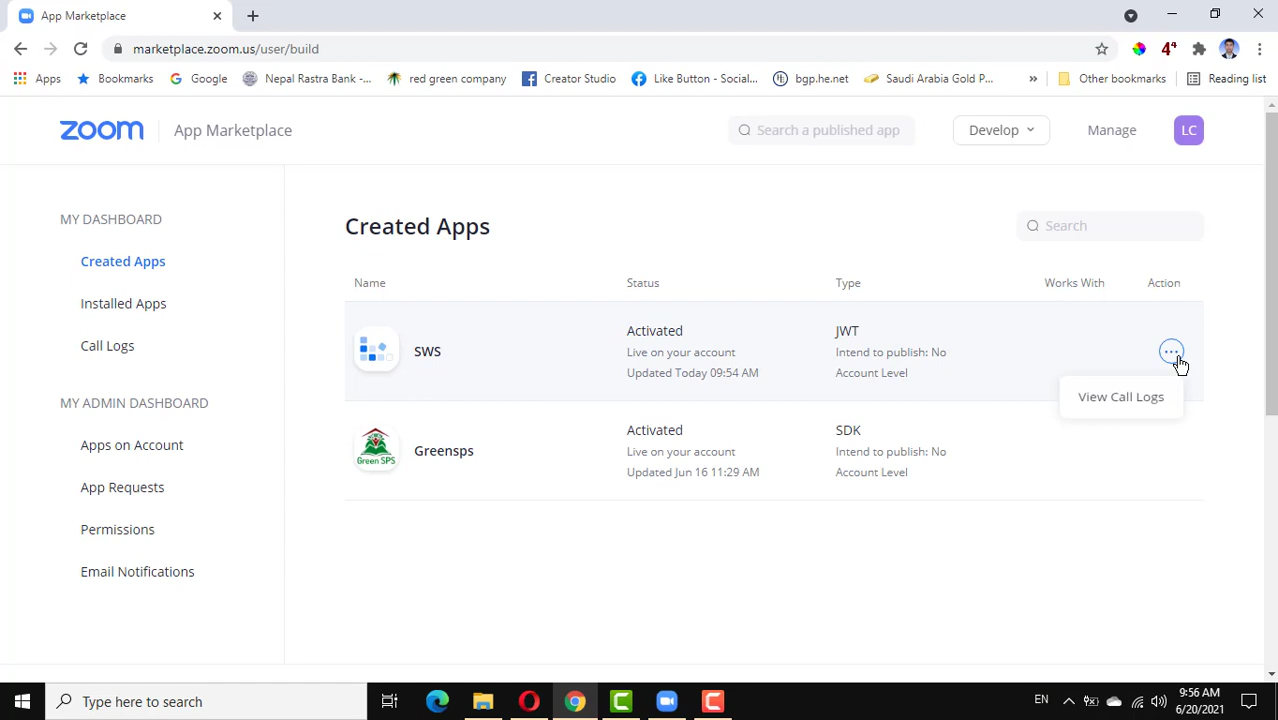 App Marketplace
marketplace.zoom.us/user/build
4⁴
Apps
Bookmarks
Google
Nepal Rastra Bank -...
red green company
Creator Studio
Like Button - Social...
bgp.he.net
Saudi Arabia Gold P...
»
Other bookmarks
Reading list
zoom
App Marketplace
Search a published app
Develop
Manage
LC
MY DASHBOARD
Created Apps
Installed Apps
Call Logs
MY ADMIN DASHBOARD
Apps on Account
App Requests
Permissions
Email Notifications
Created Apps
Search
Name
Status
Type
Works With
Action
SWS
Activated
Live on your account
Updated Today 09:54 AM
JWT
Intend to publish: No
Account Level
View Call Logs
Green SPS
Greensps
Activated
Live on your account
Updated Jun 16 11:29 AM
SDK
Intend to publish: No
Account Level
Type here to search
EN
9:56 AM
6/20/2021